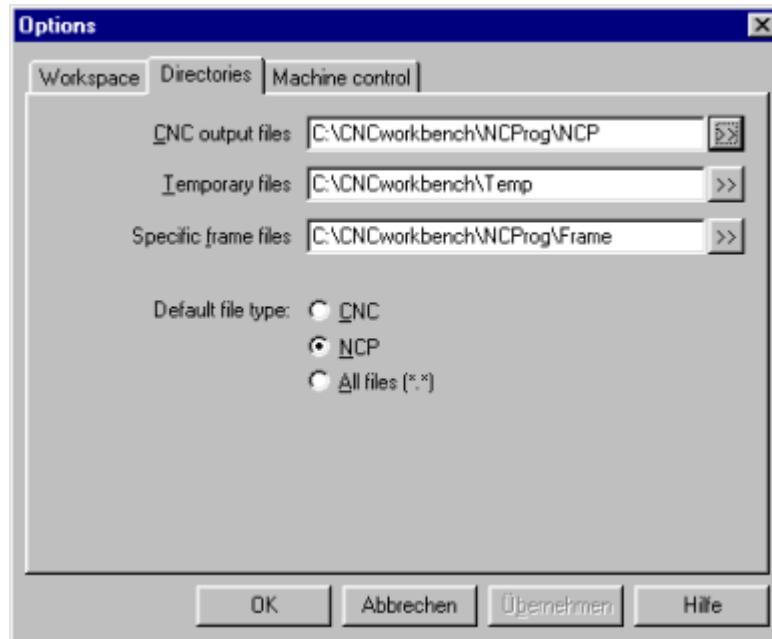 Options
Workspace Directories Machine control
CNC output files C:\CNCworkbench\NCProg\NCP >>
Temporary files C:\CNCworkbench\Temp >>
Specific frame files C:\CNCworkbench\NCProg\Frame >>
Default file type: CNC
NCP
All files (*.*)
OK Abbrechen Übernehmen Hilfe